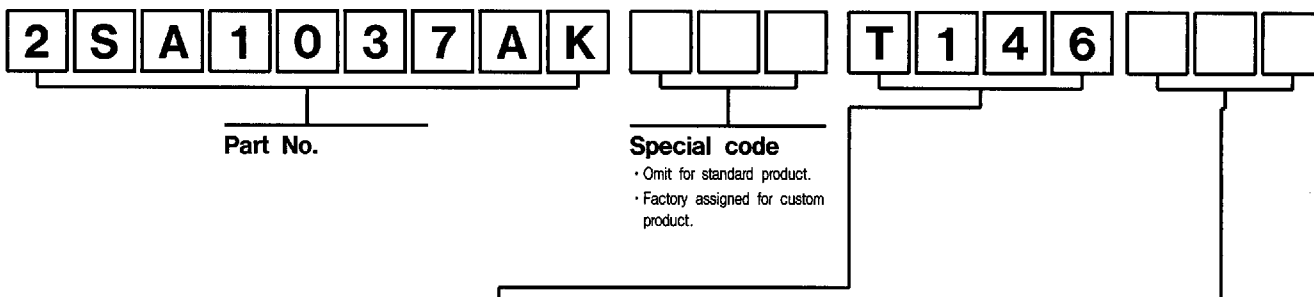 2SA1037AK T146
Part No.
Special code
・Omit for standard product.
・Factory assigned for custom
product.